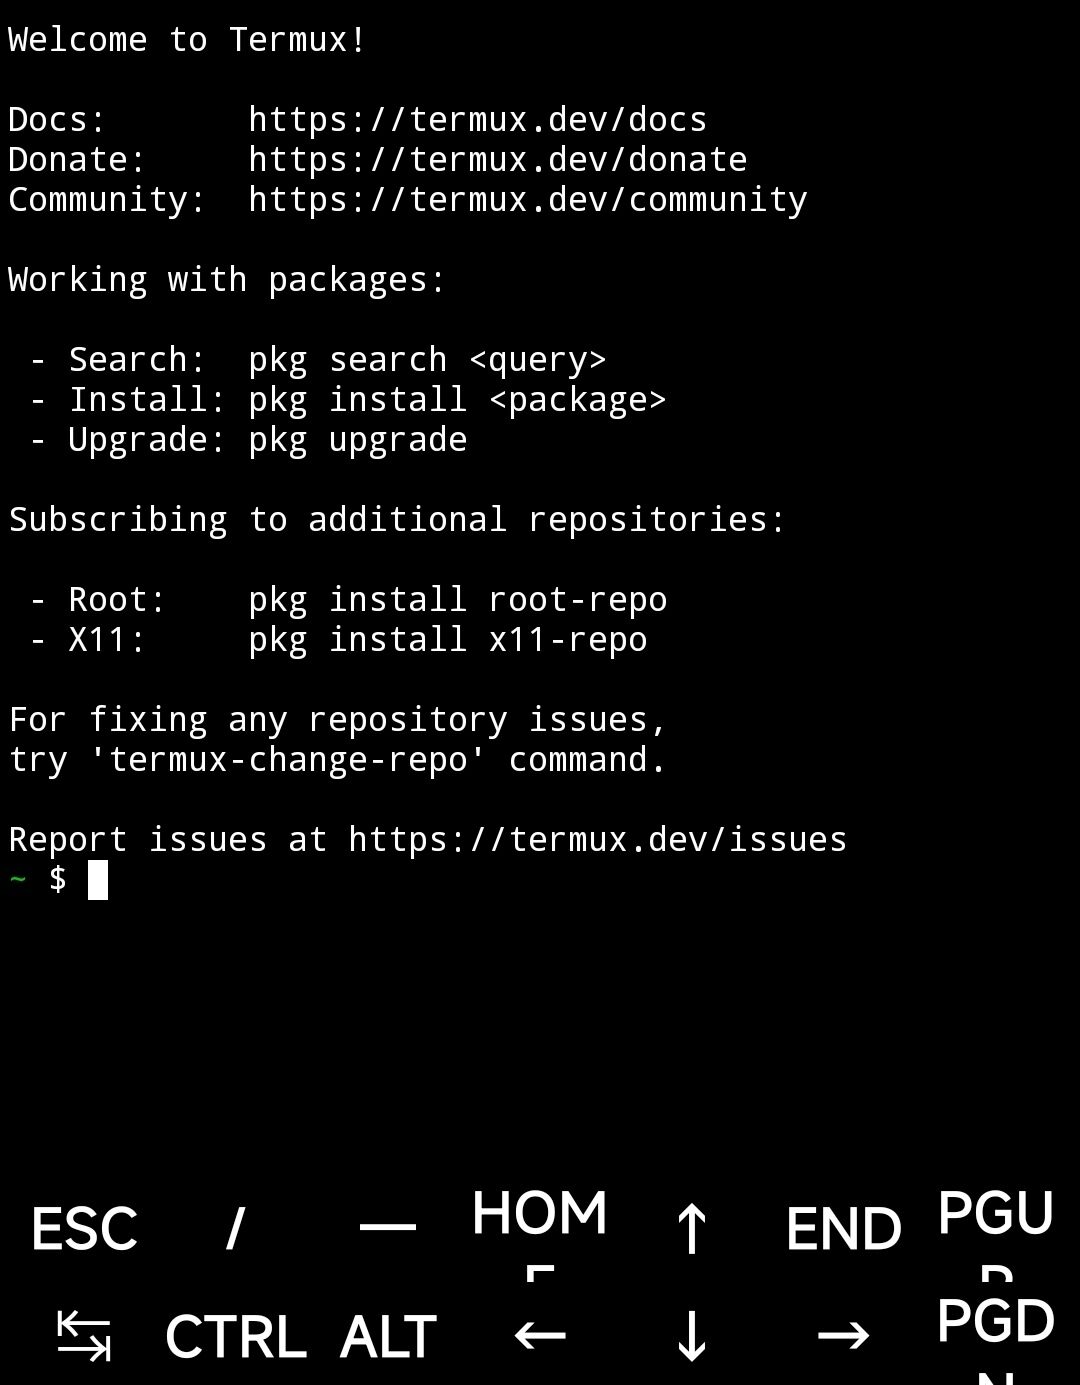 Welcome to Termux!
Docs:       https://termux.dev/docs
Donate:     https://termux.dev/donate
Community:  https://termux.dev/community
Working with packages:
 - Search:  pkg search <query>
 - Install: pkg install <package>
 - Upgrade: pkg upgrade
Subscribing to additional repositories:
 - Root:    pkg install root-repo
 - X11:     pkg install x11-repo
For fixing any repository issues,
try 'termux-change-repo' command.
Report issues at https://termux.dev/issues
~ $
ESC / — HOME ↑ END PGUP
↹ CTRL ALT ← ↓ → PGDN